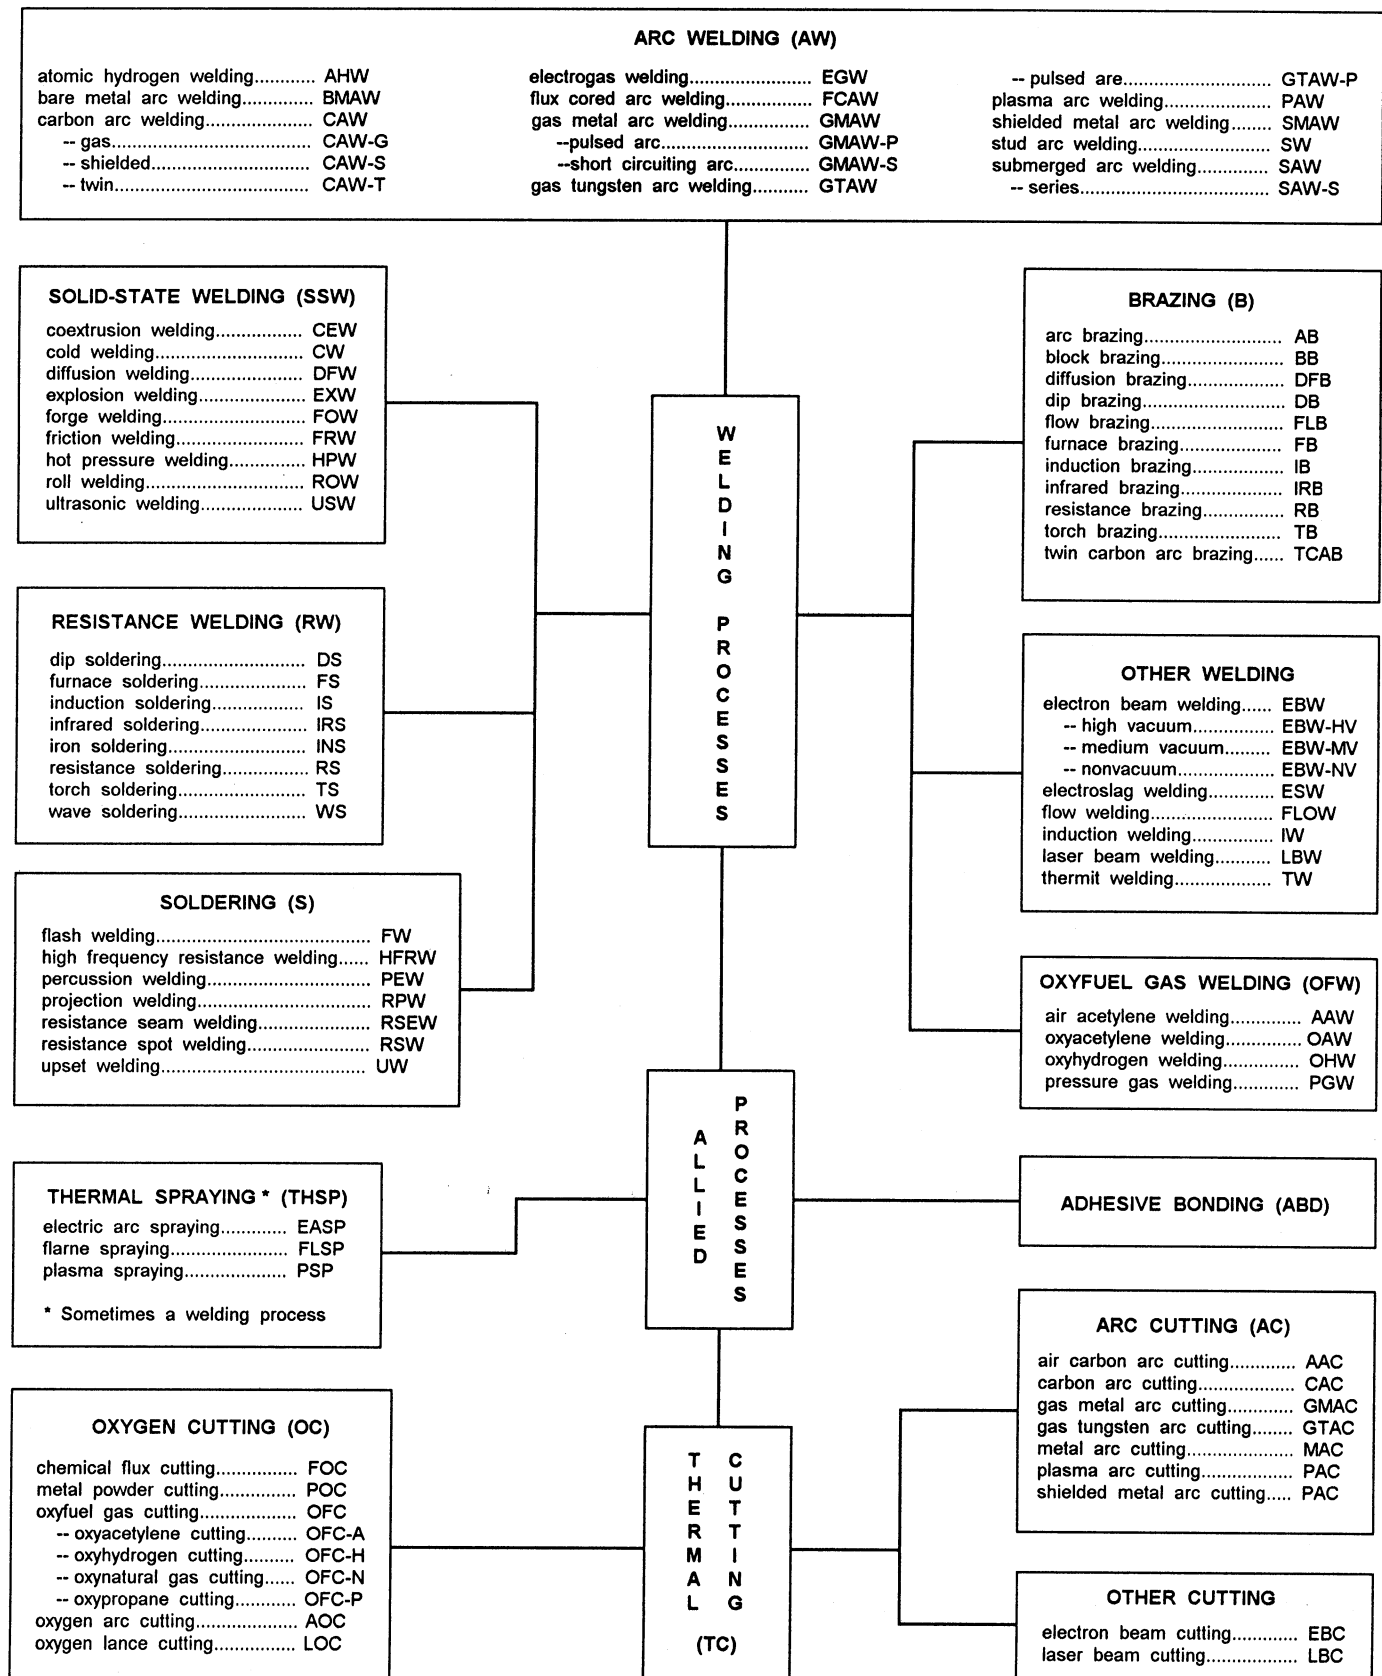 ARC WELDING (AW)
atomic hydrogen welding............ AHW
bare metal arc welding.............. BMAW
carbon arc welding..................... CAW
-- gas............................................. CAW-G
-- shielded................................... CAW-S
-- twin........................................... CAW-T
electrogas welding........................ EGW
flux cored arc welding................. FCAW
gas metal arc welding................ GMAW
--pulsed arc............................... GMAW-P
--short circuiting arc................ GMAW-S
gas tungsten arc welding........... GTAW
-- pulsed are............................... GTAW-P
plasma arc welding..................... PAW
shielded metal arc welding........ SMAW
stud arc welding........................... SW
submerged arc welding.............. SAW
-- series...................................... SAW-S
SOLID-STATE WELDING (SSW)
coextrusion welding................. CEW
cold welding............................. CW
diffusion welding...................... DFW
explosion welding.................... EXW
forge welding........................... FOW
friction welding........................ FRW
hot pressure welding............... HPW
roll welding.............................. ROW
ultrasonic welding.................... USW
BRAZING (B)
arc brazing........................... AB
block brazing........................ BB
diffusion brazing................... DFB
dip brazing............................ DB
flow brazing.......................... FLB
furnace brazing.................... FB
induction brazing.................. IB
infrared brazing.................... IRB
resistance brazing................ RB
torch brazing........................ TB
twin carbon arc brazing...... TCAB
WELDING PROCESSES
RESISTANCE WELDING (RW)
dip soldering............................. DS
furnace soldering...................... FS
induction soldering................... IS
infrared soldering..................... IRS
iron soldering............................ INS
resistance soldering................. RS
torch soldering.......................... TS
wave soldering.......................... WS
OTHER WELDING
electron beam welding...... EBW
-- high vacuum................. EBW-HV
-- medium vacuum......... EBW-MV
-- nonvacuum................... EBW-NV
electroslag welding............. ESW
flow welding......................... FLOW
induction welding................. IW
laser beam welding........... LBW
thermit welding.................... TW
SOLDERING (S)
flash welding........................................... FW
high frequency resistance welding...... HFRW
percussion welding................................. PEW
projection welding................................... RPW
resistance seam welding....................... RSEW
resistance spot welding......................... RSW
upset welding.......................................... UW
OXYFUEL GAS WELDING (OFW)
air acetylene welding.............. AAW
oxyacetylene welding.............. OAW
oxyhydrogen welding.............. OHW
pressure gas welding............. PGW
ALLIED PROCESSES
THERMAL SPRAYING * (THSP)
electric arc spraying............. EASP
flarne spraying....................... FLSP
plasma spraying..................... PSP
* Sometimes a welding process
ADHESIVE BONDING (ABD)
ARC CUTTING (AC)
air carbon arc cutting............. AAC
carbon arc cutting................... CAC
gas metal arc cutting............. GMAC
gas tungsten arc cutting........ GTAC
metal arc cutting..................... MAC
plasma arc cutting.................. PAC
shielded metal arc cutting..... PAC
OXYGEN CUTTING (OC)
chemical flux cutting................ FOC
metal powder cutting............... POC
oxyfuel gas cutting.................. OFC
-- oxyacetylene cutting.......... OFC-A
-- oxyhydrogen cutting........... OFC-H
-- oxynatural gas cutting...... OFC-N
-- oxypropane cutting............ OFC-P
oxygen arc cutting.................... AOC
oxygen lance cutting................ LOC
THERMAL CUTTING
(TC)
OTHER CUTTING
electron beam cutting............. EBC
laser beam cutting.................. LBC